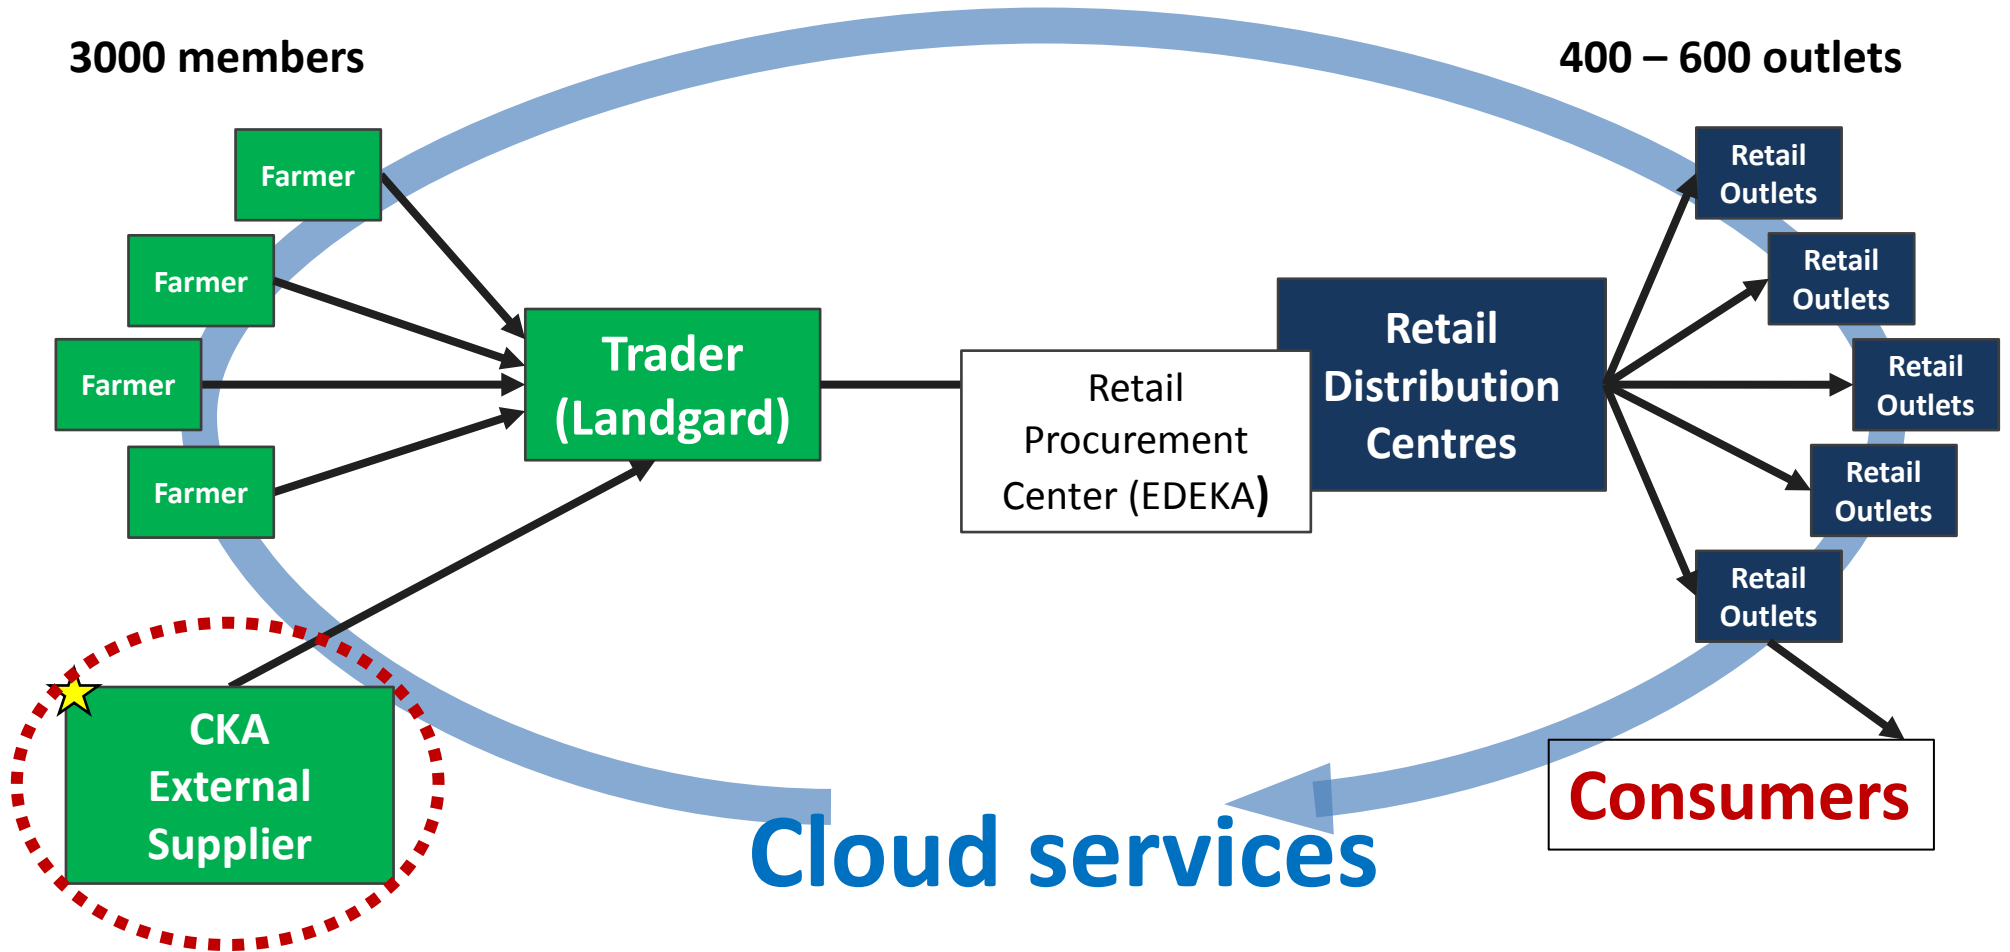 3000 members
400 – 600 outlets
Farmer
Farmer
Farmer
Farmer
CKA
External
Supplier
Trader
(Landgard)
Retail
Procurement
Center (EDEKA)
Retail
Distribution
Centres
Retail
Outlets
Retail
Outlets
Retail
Outlets
Retail
Outlets
Retail
Outlets
Consumers
Cloud services